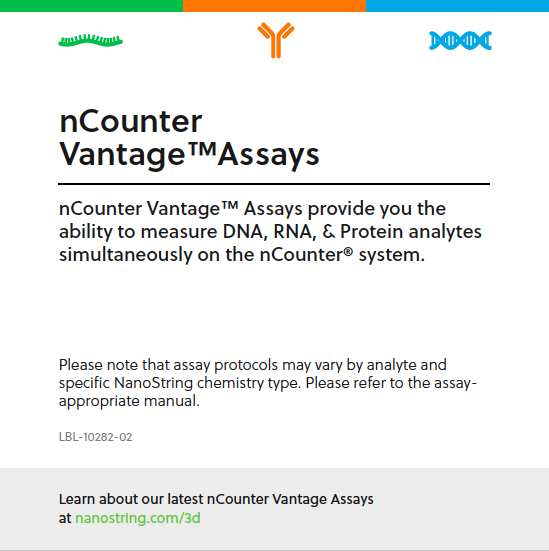 nCounter
Vantage™Assays
nCounter Vantage™ Assays provide you the
ability to measure DNA, RNA, & Protein analytes
simultaneously on the nCounter® system.
Please note that assay protocols may vary by analyte and
specific NanoString chemistry type. Please refer to the assay-
appropriate manual.
LBL-10282-02
Learn about our latest nCounter Vantage Assays
at nanostring.com/3d